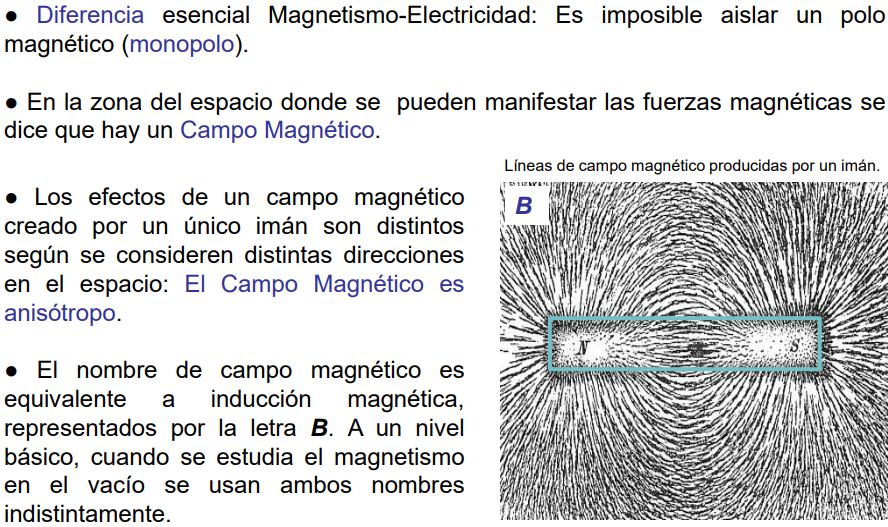 ● Diferencia esencial Magnetismo-Electricidad: Es imposible aislar un polo
magnético (monopolo).
● En la zona del espacio donde se pueden manifestar las fuerzas magnéticas se
dice que hay un Campo Magnético.
Líneas de campo magnético producidas por un imán.
● Los efectos de un campo magnético
creado por un único imán son distintos
según se consideren distintas direcciones
en el espacio: El Campo Magnético es
anisótropo.
● El nombre de campo magnético es
equivalente a inducción magnética,
representados por la letra B. A un nivel
básico, cuando se estudia el magnetismo
en el vacío se usan ambos nombres
indistintamente.
B
N S